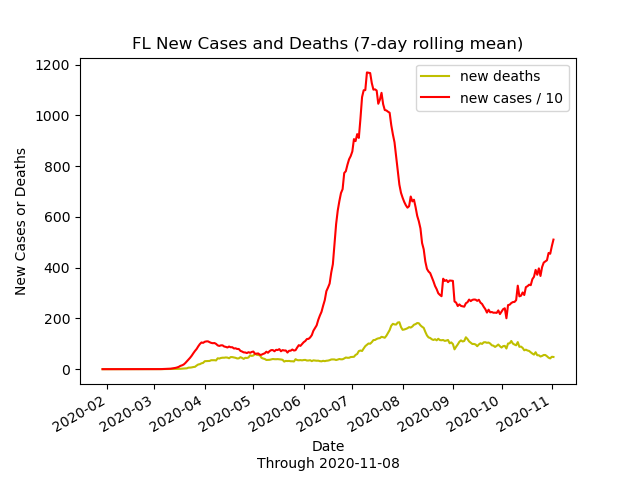 FL New Cases and Deaths (7-day rolling mean)
new deaths
new cases / 10
New Cases or Deaths
1200
1000
800
600
400
200
0
2020-02
2020-03
2020-04
2020-05
2020-06
2020-07
2020-08
2020-09
2020-10
2020-11
Date
Through 2020-11-08